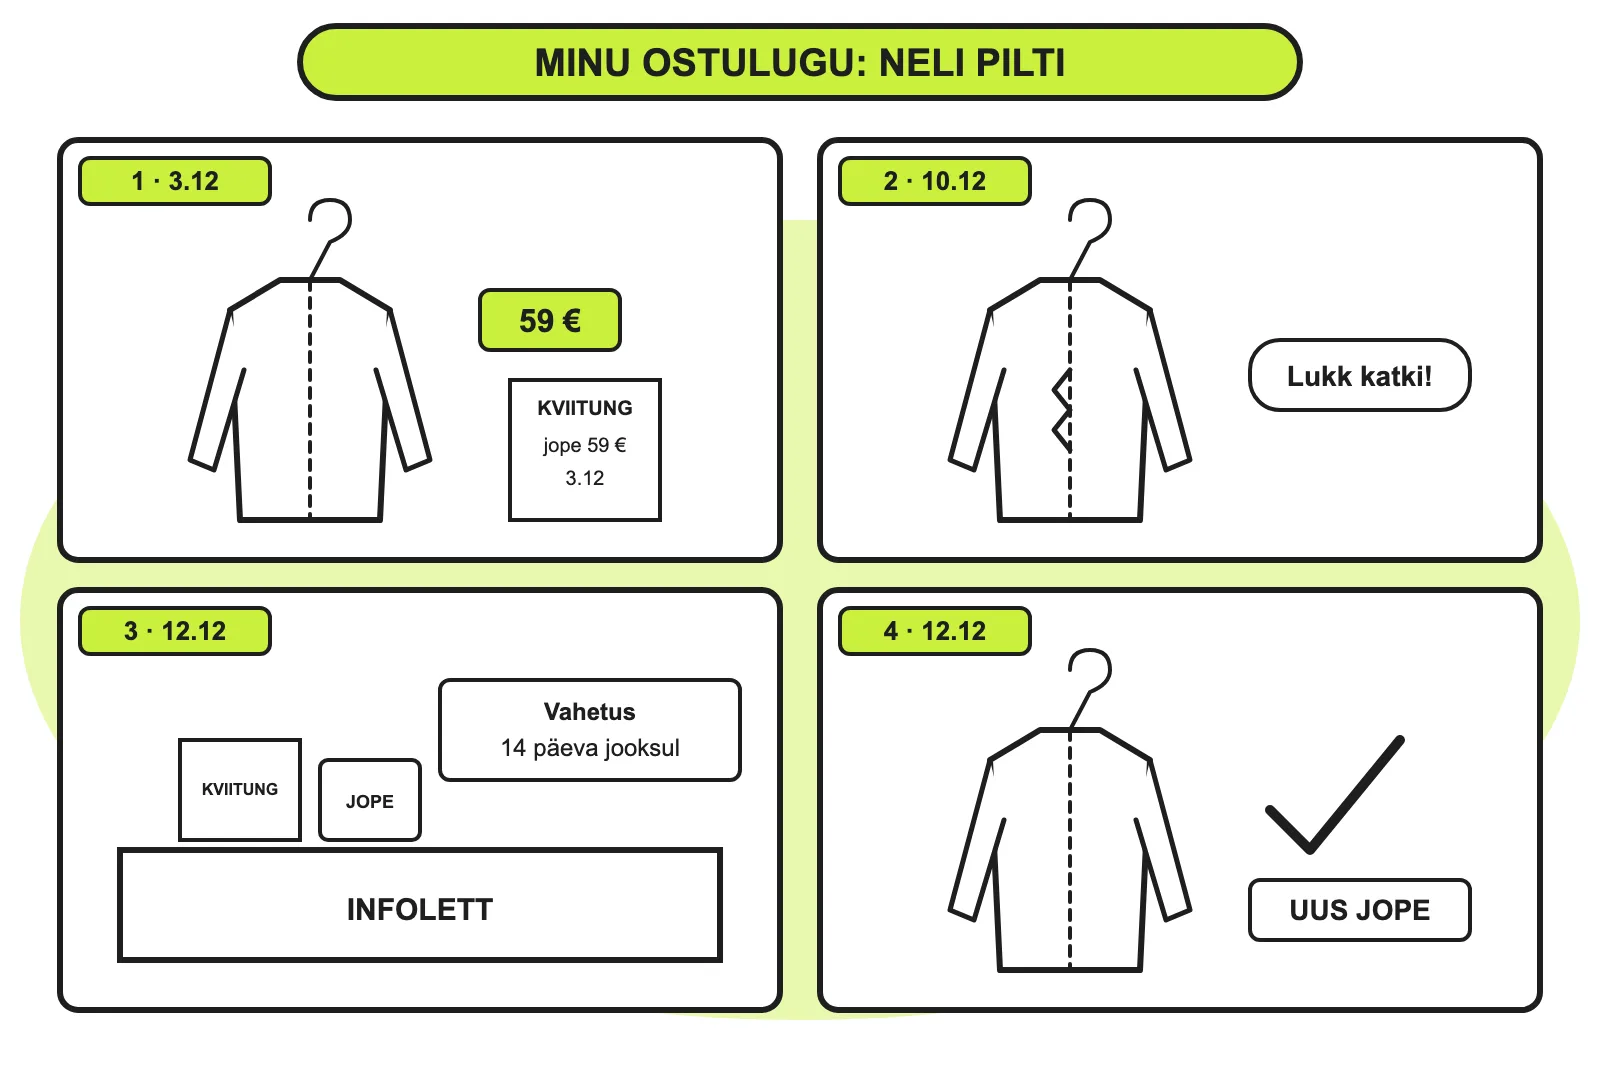 MINU OSTULUGU: NELI PILTI
1 · 3.12
59 €
KVIITUNG
jope 59 €
3.12
2 · 10.12
Lukk katki!
3 · 12.12
Vahetus
14 päeva jooksul
KVIITUNG
JOPE
INFOLETT
4 · 12.12
UUS JOPE